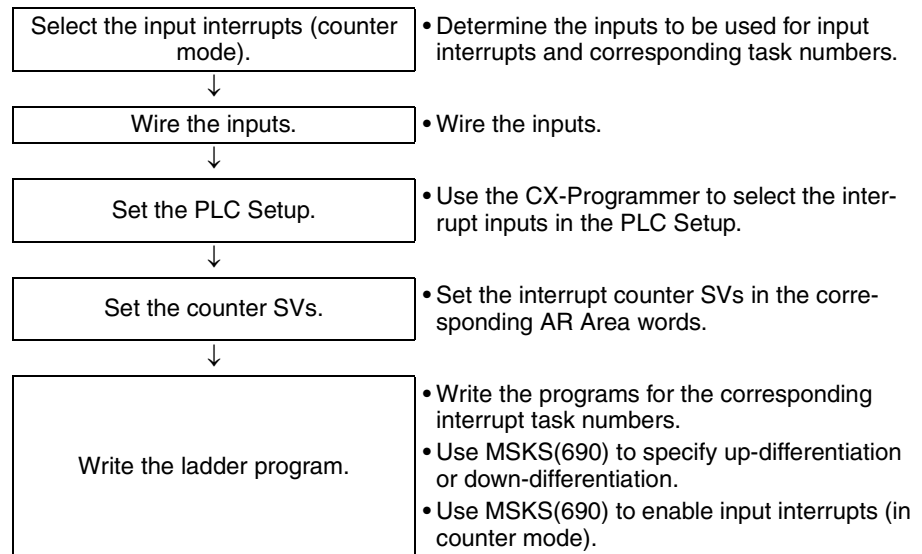 Select the input interrupts (counter
mode).
• Determine the inputs to be used for input
interrupts and corresponding task numbers.
↓
Wire the inputs.
• Wire the inputs.
↓
Set the PLC Setup.
• Use the CX-Programmer to select the inter-
rupt inputs in the PLC Setup.
↓
Set the counter SVs.
• Set the interrupt counter SVs in the corre-
sponding AR Area words.
↓
Write the ladder program.
• Write the programs for the corresponding
interrupt task numbers.
• Use MSKS(690) to specify up-differentiation
or down-differentiation.
• Use MSKS(690) to enable input interrupts (in
counter mode).